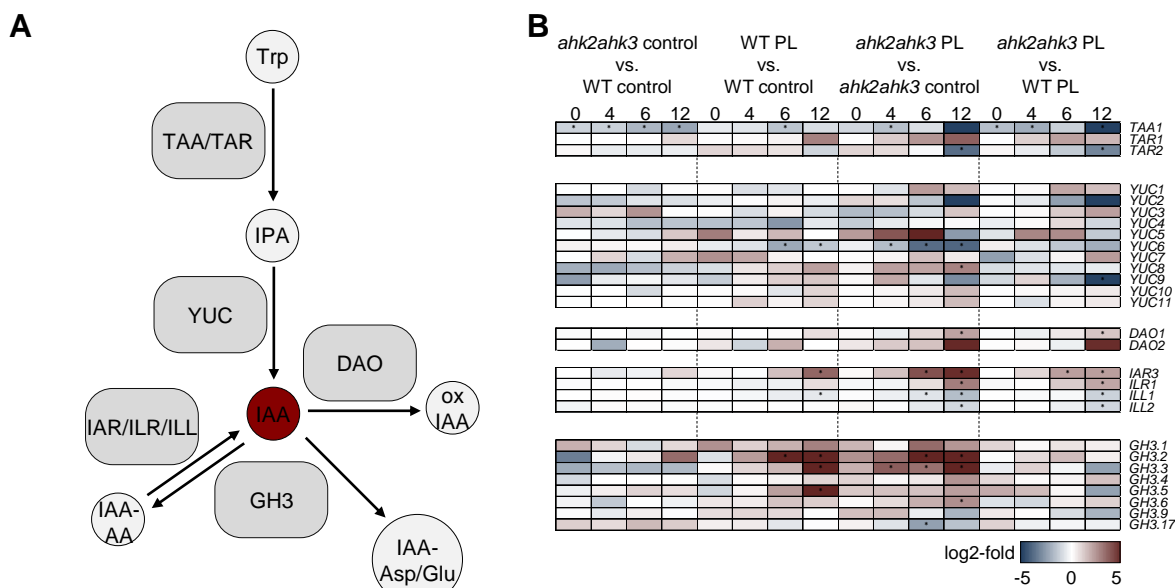 A
Trp
TAA/TAR
IPA
YUC
DAO
IAA
ox
IAA
IAR/ILR/ILL
GH3
IAA-
AA
IAA-
Asp/Glu
B
ahk2ahk3 control
vs.
WT control
WT PL
vs.
WT control
ahk2ahk3 PL
vs.
ahk2ahk3 control
ahk2ahk3 PL
vs.
WT PL
0 4 6 12 0 4 6 12 0 4 6 12 0 4 6 12
TAA1
TAR1
TAR2
YUC1
YUC2
YUC3
YUC4
YUC5
YUC6
YUC7
YUC8
YUC9
YUC10
YUC11
DAO1
DAO2
IAR3
ILR1
ILL1
ILL2
GH3.1
GH3.2
GH3.3
GH3.4
GH3.5
GH3.6
GH3.9
GH3.17
log2-fold
-5 0 5